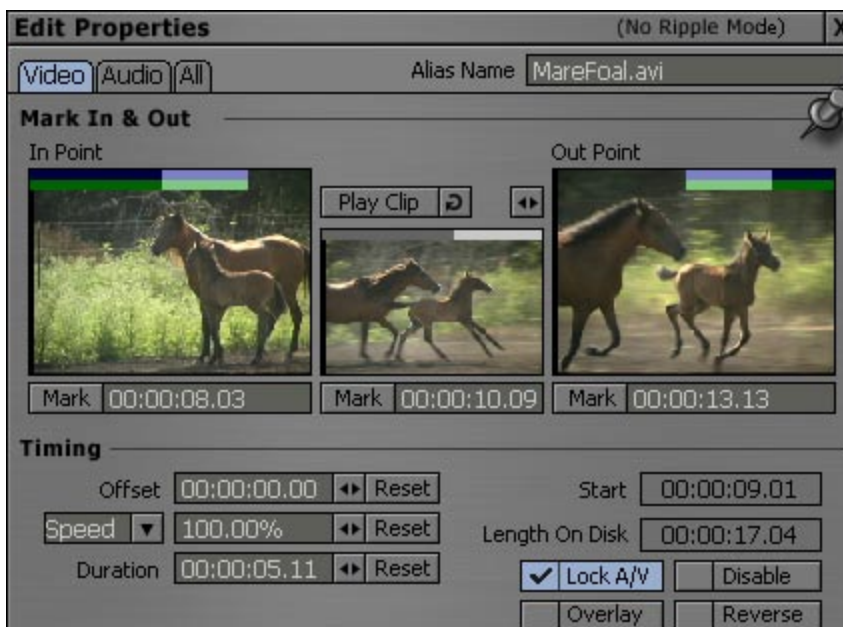 Edit Properties (No Ripple Mode) X
Video Audio All Alias Name MareFoal.avi
Mark In & Out
In Point Out Point
Play Clip
Mark 00:00:08.03 Mark 00:00:10.09 Mark 00:00:13.13
Timing
Offset 00:00:00.00 Reset Start 00:00:09.01
Speed 100.00% Reset Length On Disk 00:00:17.04
Duration 00:00:05.11 Reset Lock A/V Disable
Overlay Reverse